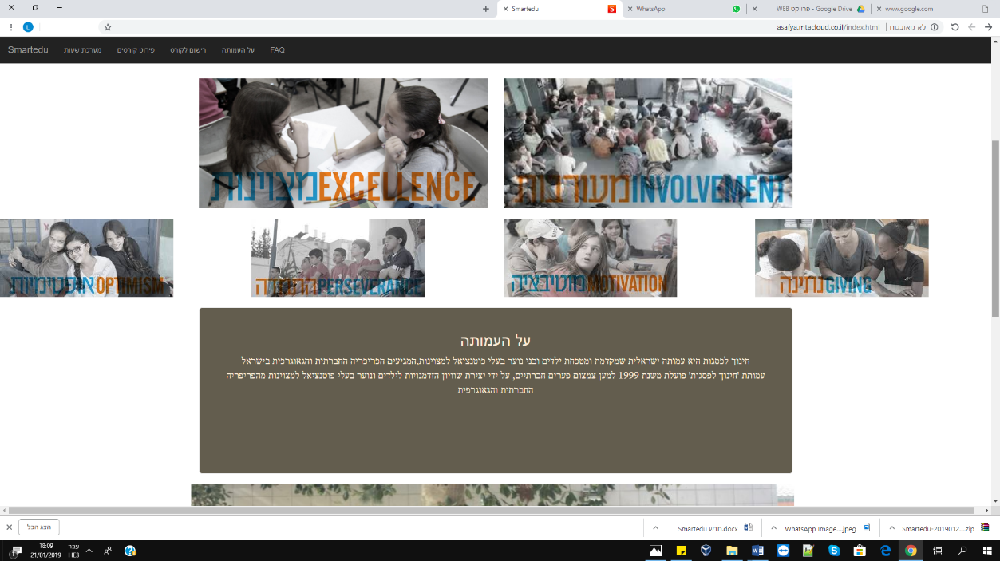 Smartedu
WhatsApp
פרויקט WEB - Google Drive
www.google.com
asafya.mtacloud.co.il/index.html | לא מאובטח
Smartedu
מערכת שעות
פירוט קורסים
רישום לקורס
על העמותה
FAQ
מצוינות EXCELLENCE
מעורבות INVOLVEMENT
אופטימיות OPTIMISM
התמדה PERSEVERANCE
מוטיבציה MOTIVATION
נתינה GIVING
על העמותה
חינוך לפסגות היא עמותה ישראלית שמקדמת ומטפחת ילדים ובני נוער בעלי פוטנציאל למצוינות,המגיעים הפריפריה החברתית והגאוגרפית בישראל
עמותת 'חינוך לפסגות' פועלת משנת 1999 למען צמצום פערים חברתיים, על ידי יצירת שוויון הזדמנויות לילדים ונוער בעלי פוטנציאל למצוינות מהפריפריה
החברתית והגאוגרפית
הצג הכל
Smartedu חדש.docx
WhatsApp Image....jpeg
Smartedu-2019012....zip
18:09
21/01/2019
עבר
HE3